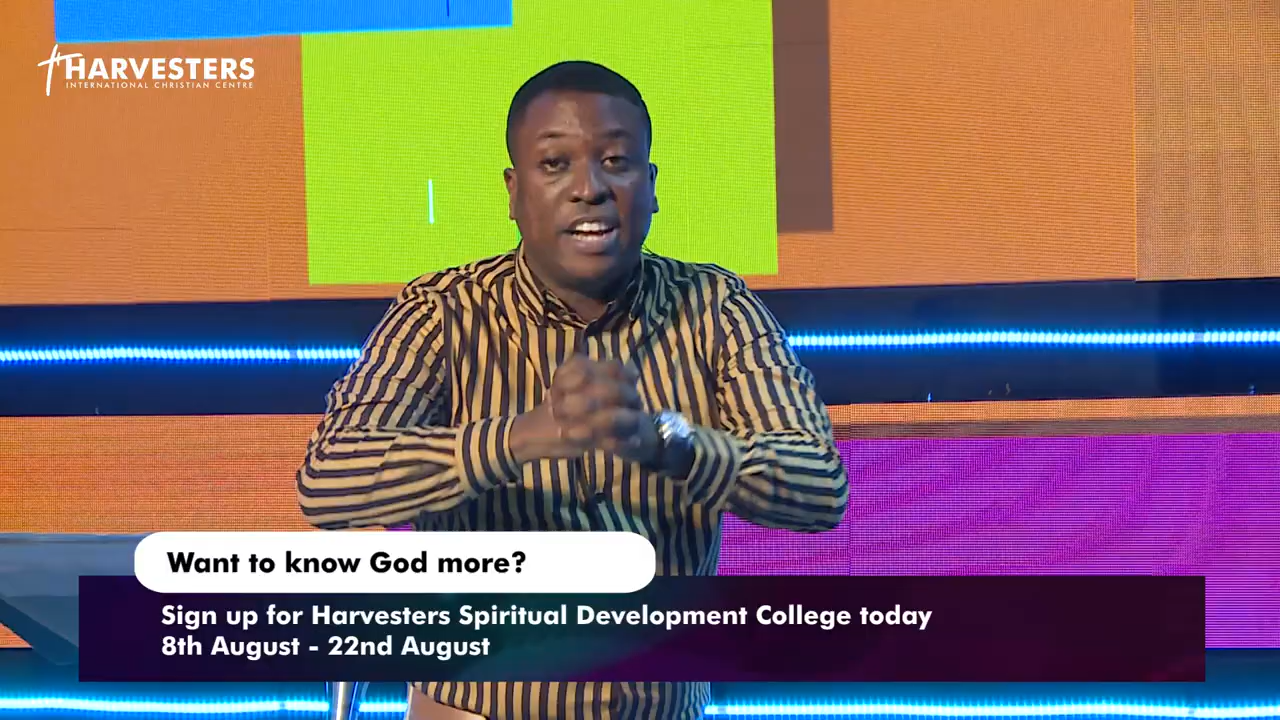 HARVESTERS
INTERNATIONAL CHRISTIAN CENTRE
Want to know God more?
Sign up for Harvesters Spiritual Development College today
8th August - 22nd August